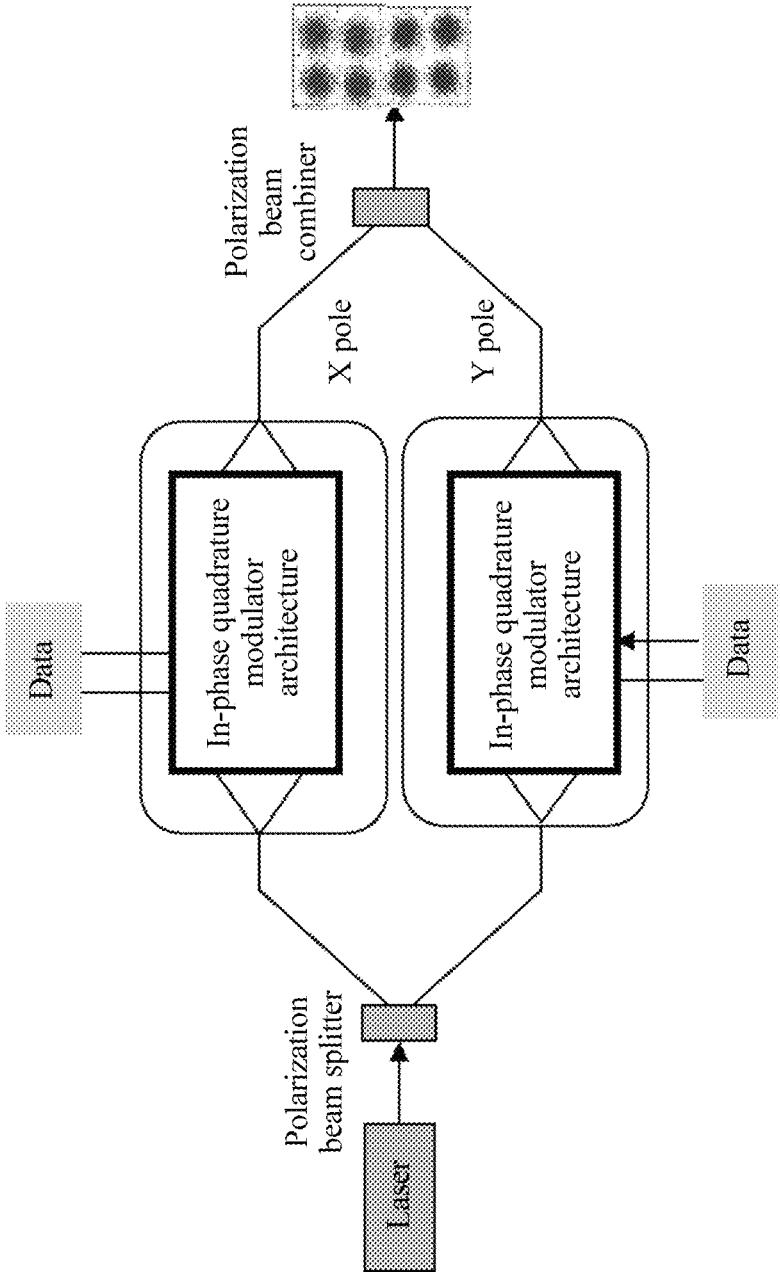 Laser
Polarization
beam splitter
Data
In-phase quadrature
modulator
architecture
In-phase quadrature
modulator
architecture
Data
X pole
Y pole
Polarization
beam
combiner